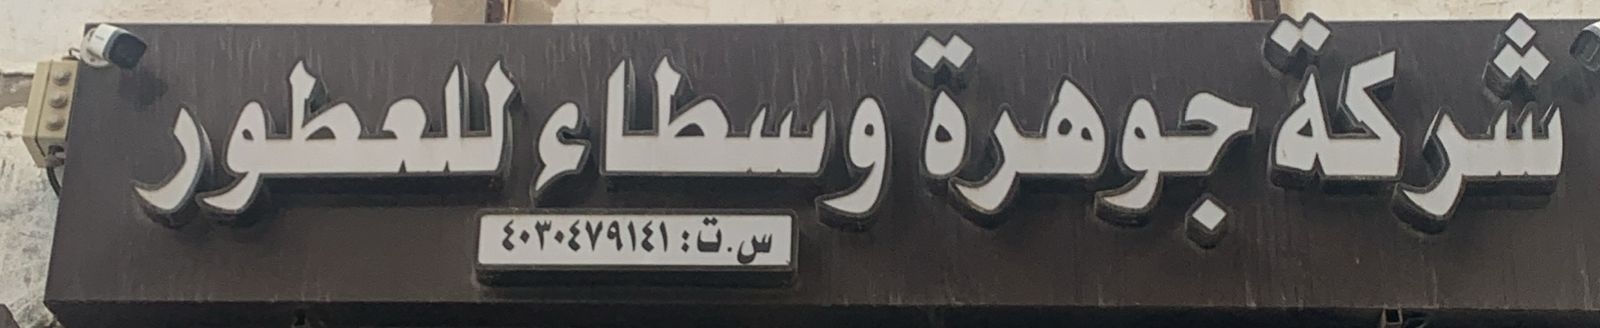 شركة جوهرة وسطاء للعطور
س.ت: ٤٠٣٠٤٧٩١٤١